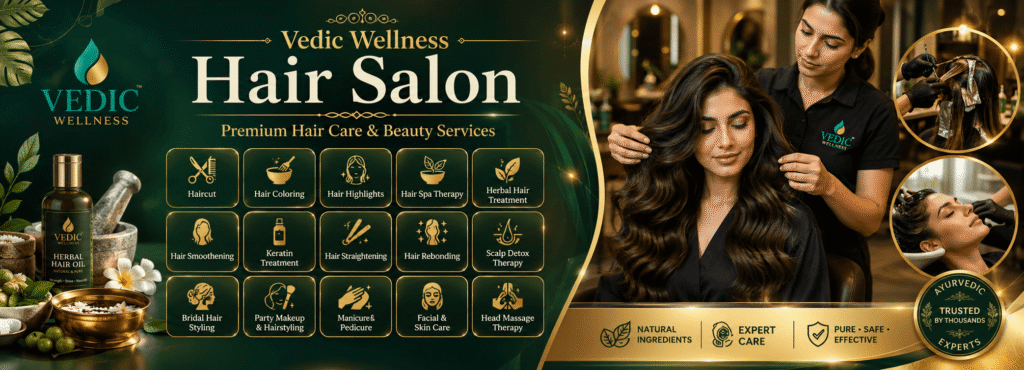 VEDIC™
WELLNESS
Vedic Wellness
Hair Salon
Premium Hair Care & Beauty Services
Haircut
Hair Coloring
Hair Highlights
Hair Spa Therapy
Herbal Hair
Treatment
Hair Smoothening
Keratin
Treatment
Hair Straightening
Hair Rebonding
Scalp Detox
Therapy
Bridal Hair
Styling
Party Makeup
& Hairstyling
Manicure&
Pedicure
Facial &
Skin Care
Head Massage
Therapy
VEDIC
WELLNESS
HERBAL
HAIR OIL
VEDIC
WELLNESS
NATURAL
INGREDIENTS
EXPERT
CARE
PURE • SAFE •
EFFECTIVE
AYURVEDIC
TRUSTED
BY THOUSANDS
EXPERTS